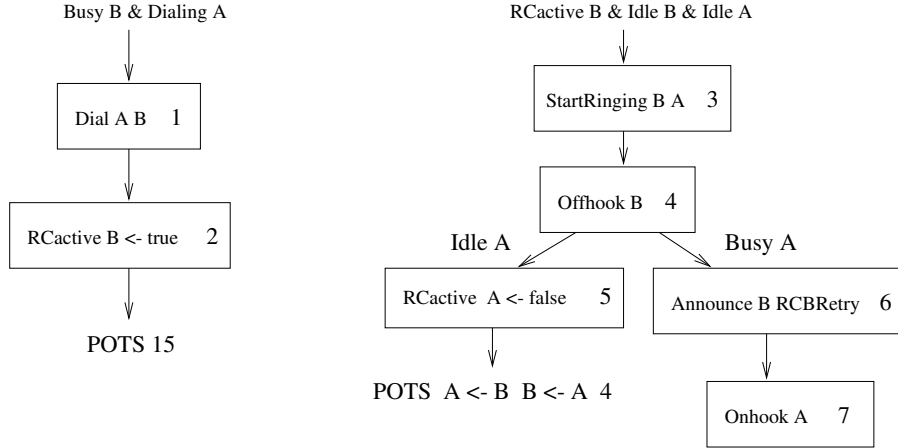 Busy B & Dialing A
Dial A B 1
RCactive B <- true 2
POTS 15
RCactive B & Idle B & Idle A
StartRinging B A 3
Offhook B 4
Idle A
Busy A
RCactive A <- false 5
Announce B RCBRetry 6
POTS A <- B B <- A 4
Onhook A 7